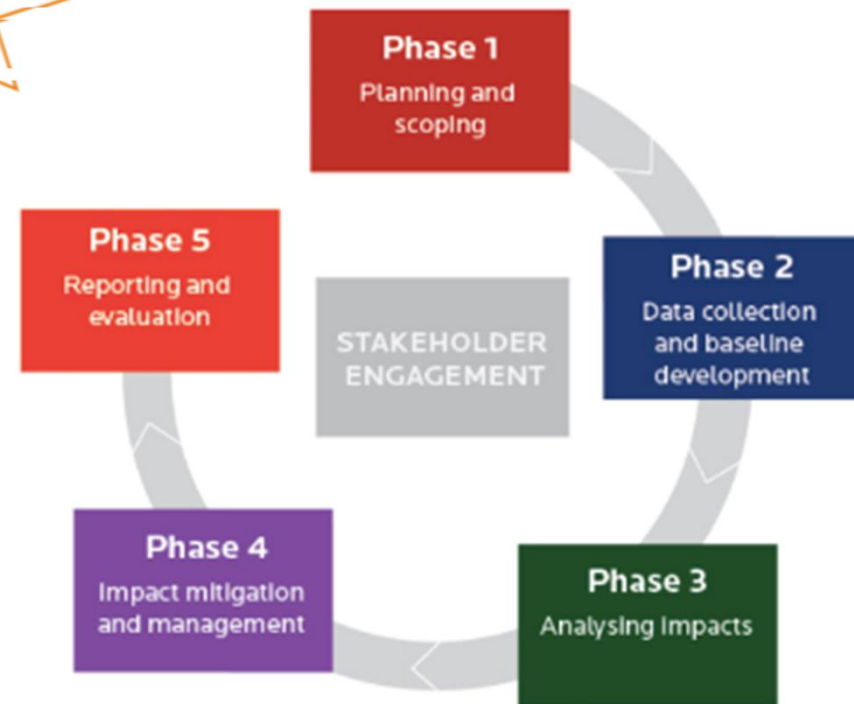 Phase 1
Planning and
scoping
Phase 2
Data collection
and baseline
development
Phase 3
Analysing impacts
Phase 4
Impact mitigation
and management
Phase 5
Reporting and
evaluation
STAKEHOLDER
ENGAGEMENT